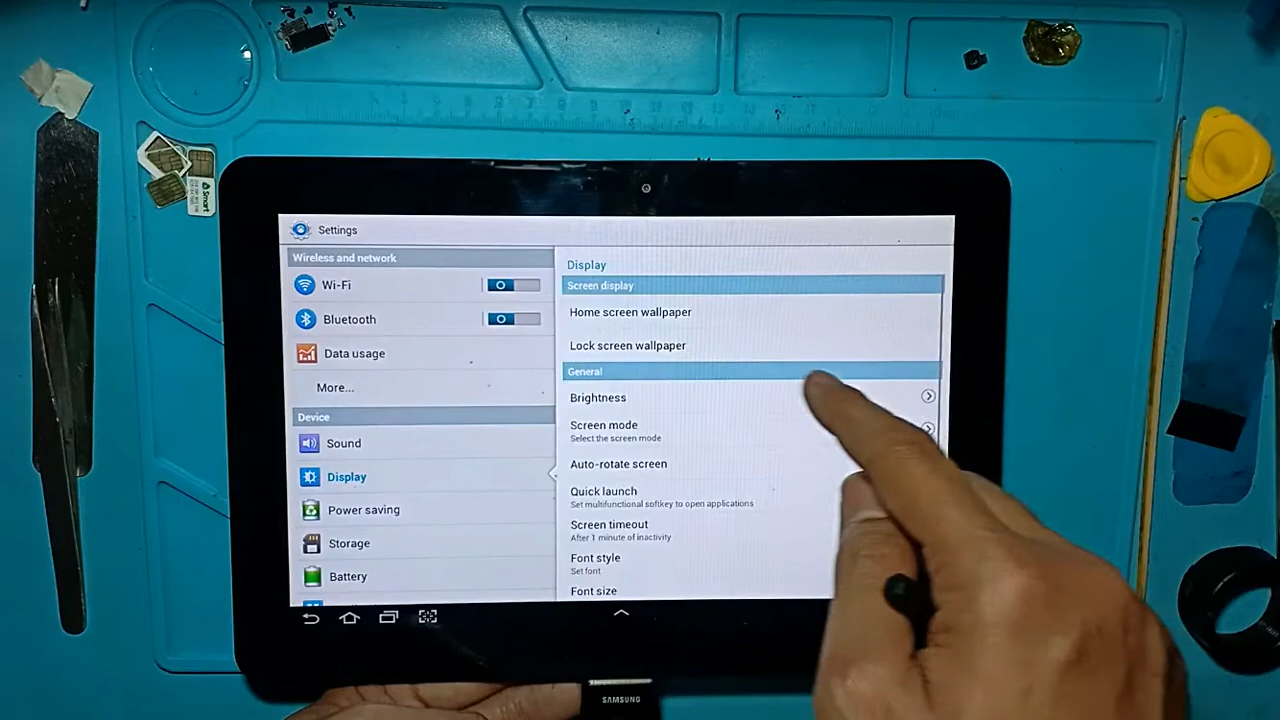 Smart
Settings
Wireless and network
Wi-Fi
Bluetooth
Data usage
More...
Device
Sound
Display
Power saving
Storage
Battery
Display
Screen display
Home screen wallpaper
Lock screen wallpaper
General
Brightness
Screen mode
Select the screen mode
Auto-rotate screen
Quick launch
Set multifunctional softkey to open applications
Screen timeout
After 1 minute of inactivity
Font style
Set font
Font size
SAMSUNG